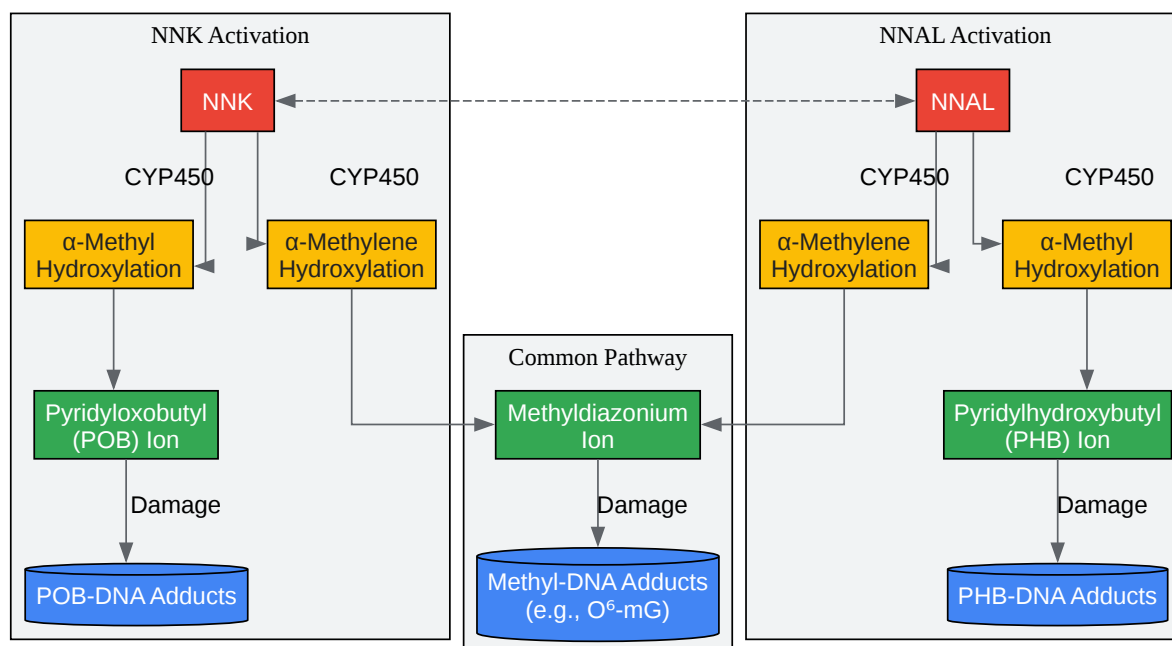 NNK Activation
NNK
CYP450
CYP450
α-Methyl
Hydroxylation
α-Methylene
Hydroxylation
Pyridyloxobutyl
(POB) Ion
Damage
POB-DNA Adducts
Common Pathway
Methyldiazonium
Ion
Damage
Methyl-DNA Adducts
(e.g., O⁶-mG)
NNAL Activation
NNAL
CYP450
CYP450
α-Methylene
Hydroxylation
α-Methyl
Hydroxylation
Pyridylhydroxybutyl
(PHB) Ion
Damage
PHB-DNA Adducts